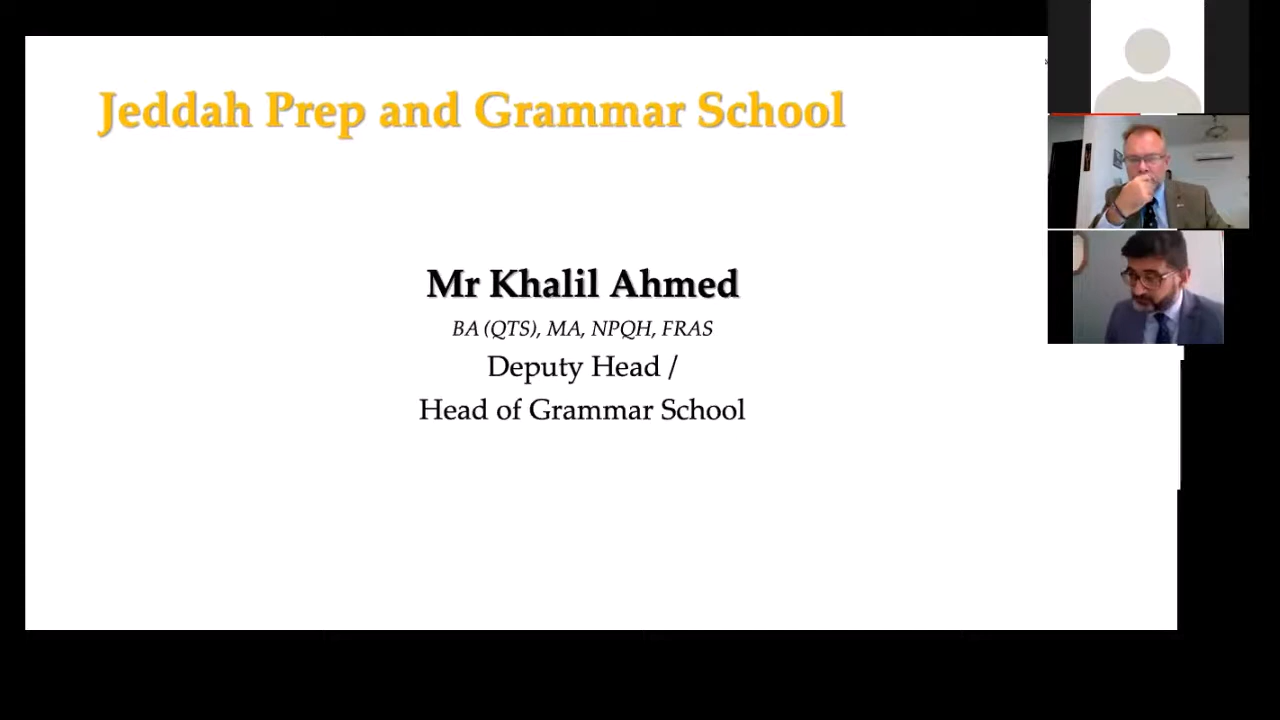 Jeddah Prep and Grammar School
Mr Khalil Ahmed
BA (QTS), MA, NPQH, FRAS
Deputy Head /
Head of Grammar School